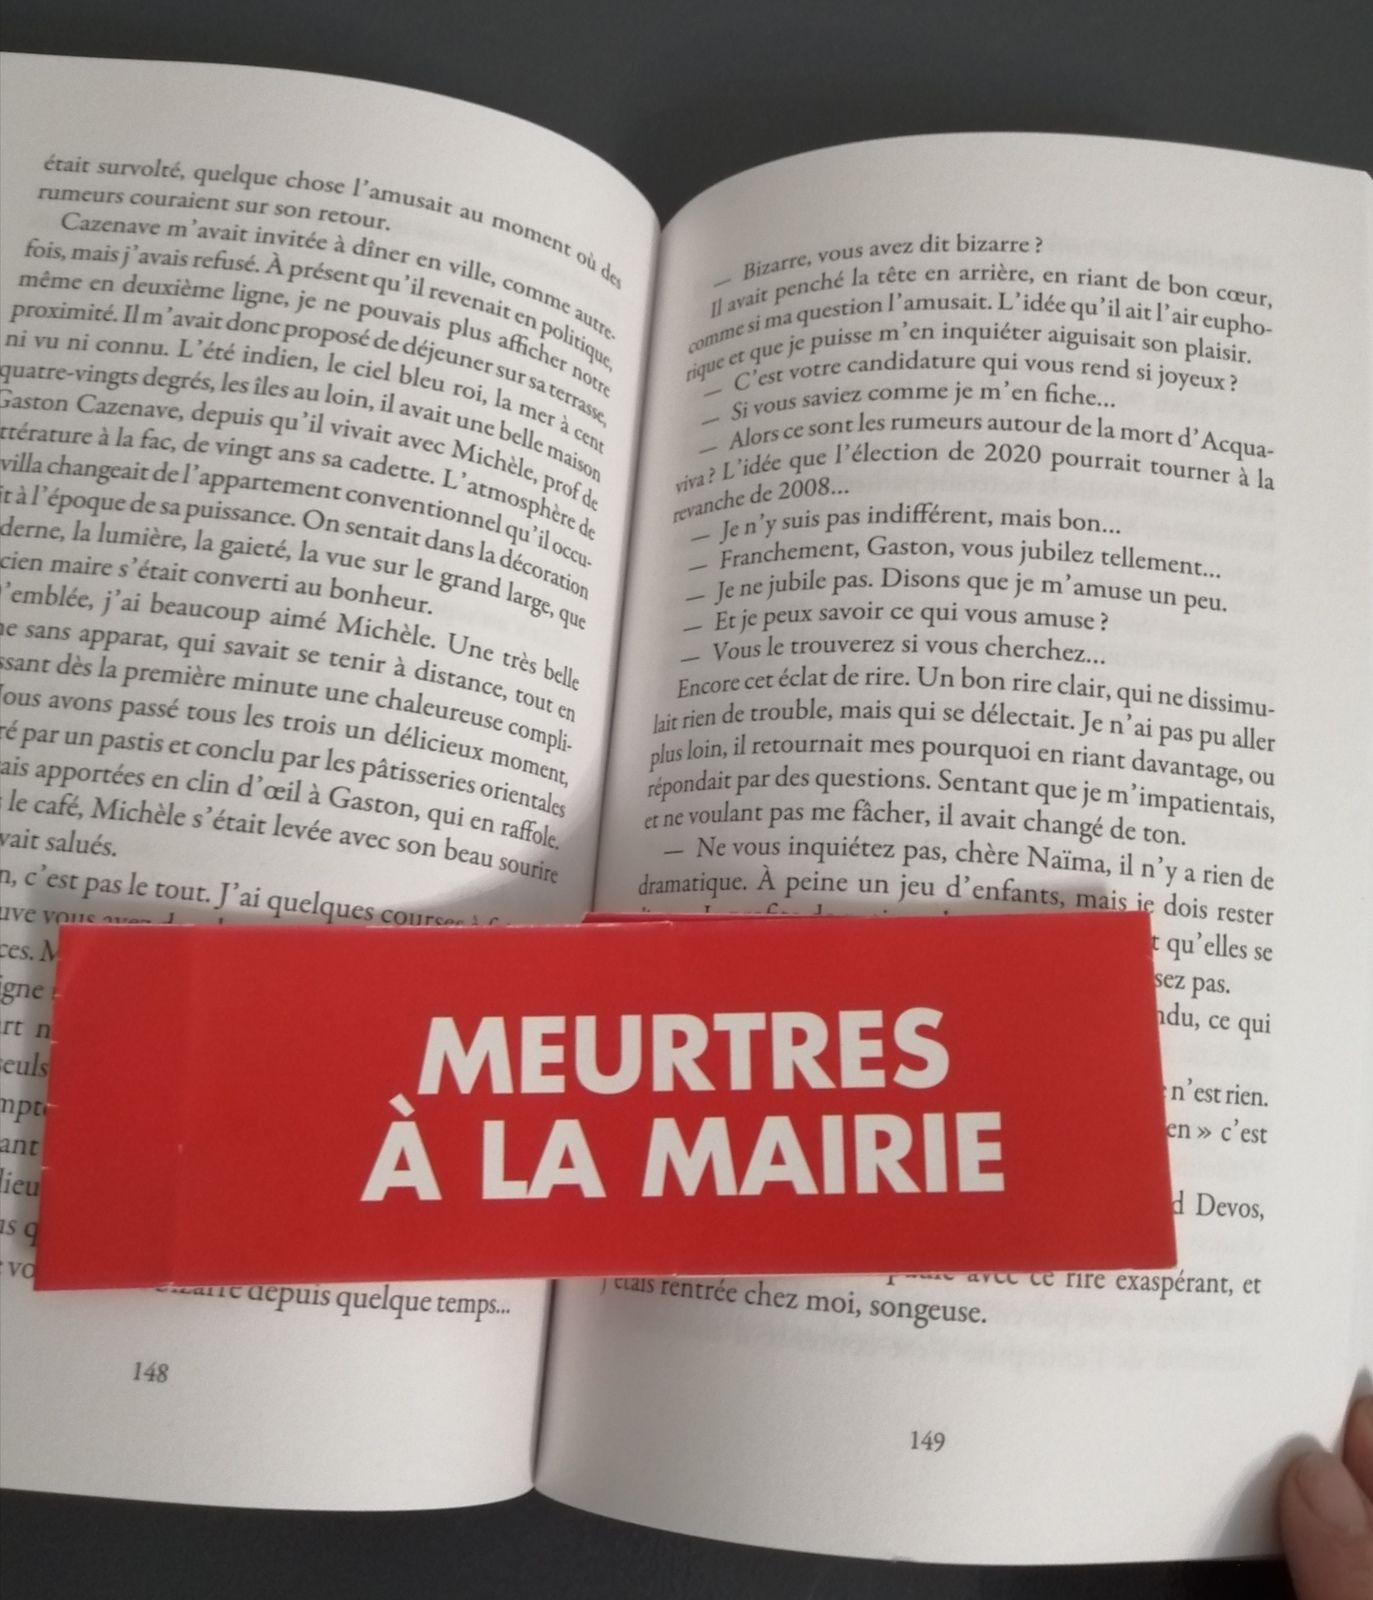 était survolté, quelque chose l'amusait au moment où des
rumeurs couraient sur son retour.
Cazenave m'avait invitée à dîner en ville, comme autre-
fois, mais j'avais refusé. À présent qu'il revenait en politique,
même en deuxième ligne, je ne pouvais plus afficher notre
proximité. Il m'avait donc proposé de déjeuner sur sa terrasse,
ni vu ni connu. L'été indien, le ciel bleu roi, la mer à cent
quatre-vingts degrés, les îles au loin, il avait une belle maison
Gaston Cazenave, depuis qu'il vivait avec Michèle, prof de
ttérature à la fac, de vingt ans sa cadette. L'atmosphère de
villa changeait de l'appartement conventionnel qu'il occu-
it à l'époque de sa puissance. On sentait dans la décoration
derne, la lumière, la gaieté, la vue sur le grand large, que
cien maire s'était converti au bonheur.
'emblée, j'ai beaucoup aimé Michèle. Une très belle
ne sans apparat, qui savait se tenir à distance, tout en
ssant dès la première minute une chaleureuse compli-
Nous avons passé tous les trois un délicieux moment,
ré par un pastis et conclu par les pâtisseries orientales
ais apportées en clin d'œil à Gaston, qui en raffole.
le café, Michèle s'était levée avec son beau sourire
vait salués.
n, c'est pas le tout. J'ai quelques courses à
uve vous avez
ces. M
igne
art n
seuls
mpt
ant
lieu
ns q
vo
depuis quelque temps...
148
— Bizarre, vous avez dit bizarre ?
Il avait penché la tête en arrière, en riant de bon cœur,
comme si ma question l'amusait. L'idée qu'il ait l'air eupho-
rique et que je puisse m'en inquiéter aiguisait son plaisir.
— C'est votre candidature qui vous rend si joyeux ?
— Si vous saviez comme je m'en fiche...
— Alors ce sont les rumeurs autour de la mort d'Acqua-
viva ? L'idée que l'élection de 2020 pourrait tourner à la
revanche de 2008...
— Je n'y suis pas indifférent, mais bon...
— Franchement, Gaston, vous jubilez tellement...
— Je ne jubile pas. Disons que je m'amuse un peu.
— Et je peux savoir ce qui vous amuse ?
— Vous le trouverez si vous cherchez...
Encore cet éclat de rire. Un bon rire clair, qui ne dissimu-
lait rien de trouble, mais qui se délectait. Je n'ai pas pu aller
plus loin, il retournait mes pourquoi en riant davantage, ou
répondait par des questions. Sentant que je m'impatientais,
et ne voulant pas me fâcher, il avait changé de ton.
— Ne vous inquiétez pas, chère Naïma, il n'y a rien de
dramatique. À peine un jeu d'enfants, mais je dois rester
t qu'elles se
sez pas.
ndu, ce qui
n'est rien.
en » c'est
d Devos,
avec ce rire exaspérant, et
j'étais rentrée chez moi, songeuse.
149
MEURTRES
À LA MAIRIE